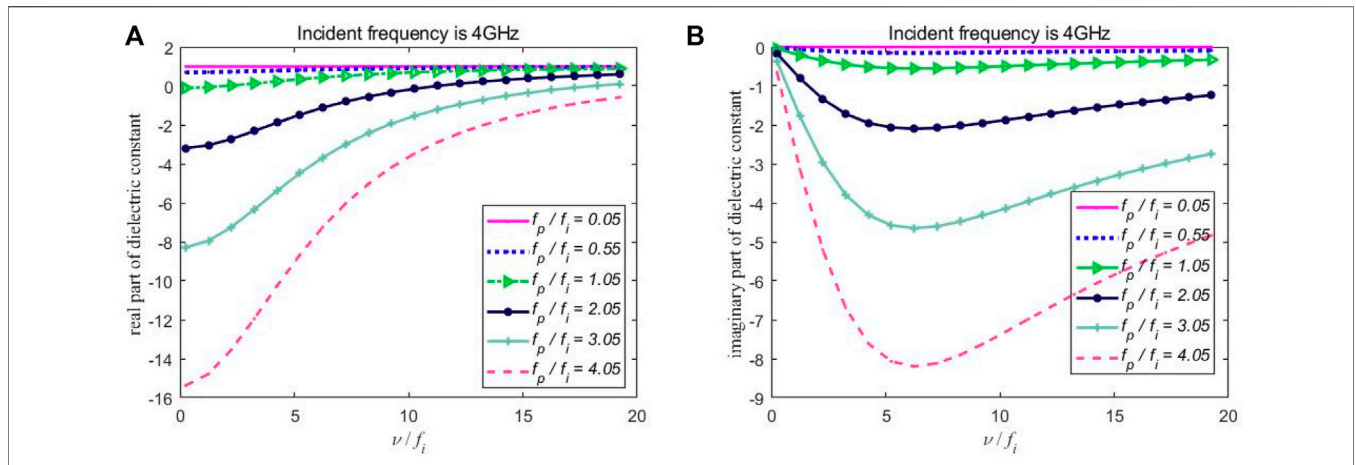 A
Incident frequency is 4GHz
real part of dielectric constant
2
0
-2
-4
-6
-8
-10
-12
-14
-16
0 5 10 15 20
ν / f_i
f_p / f_i = 0.05
f_p / f_i = 0.55
f_p / f_i = 1.05
f_p / f_i = 2.05
f_p / f_i = 3.05
f_p / f_i = 4.05
B
Incident frequency is 4GHz
imaginary part of dielectric constant
0
-1
-2
-3
-4
-5
-6
-7
-8
-9
0 5 10 15 20
ν / f_i
f_p / f_i = 0.05
f_p / f_i = 0.55
f_p / f_i = 1.05
f_p / f_i = 2.05
f_p / f_i = 3.05
f_p / f_i = 4.05